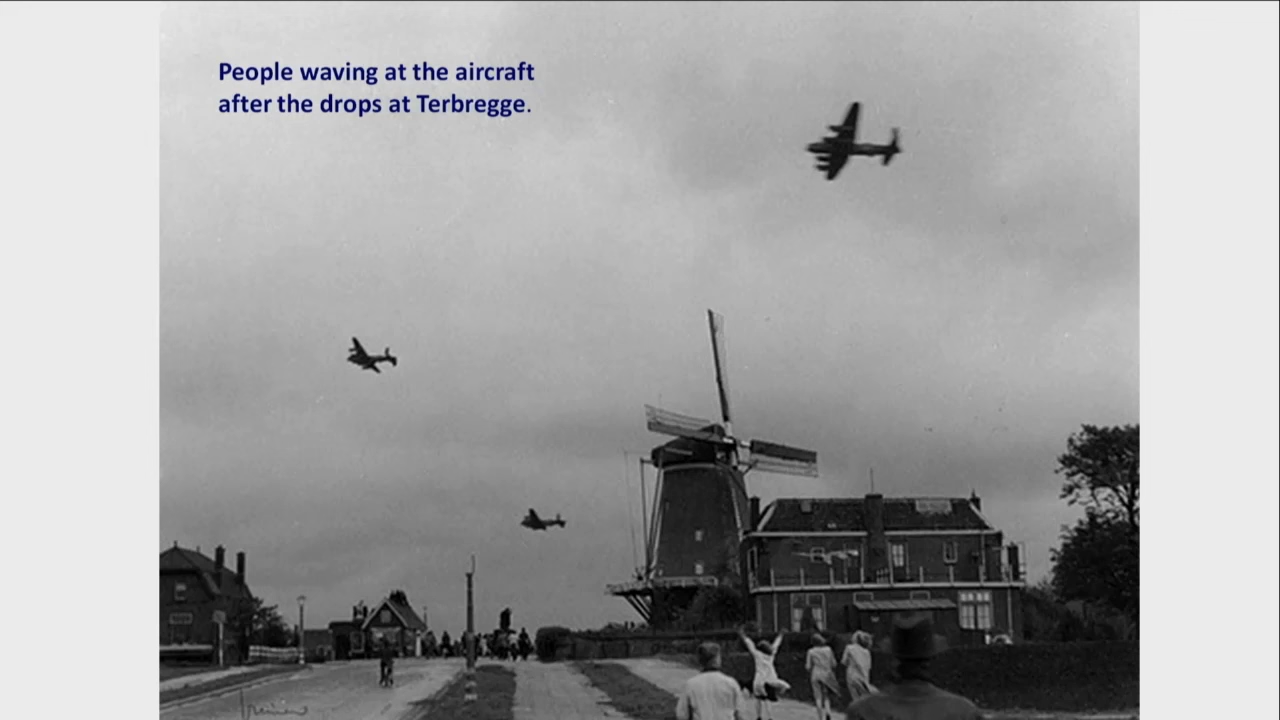 People waving at the aircraft
after the drops at Terbregge.